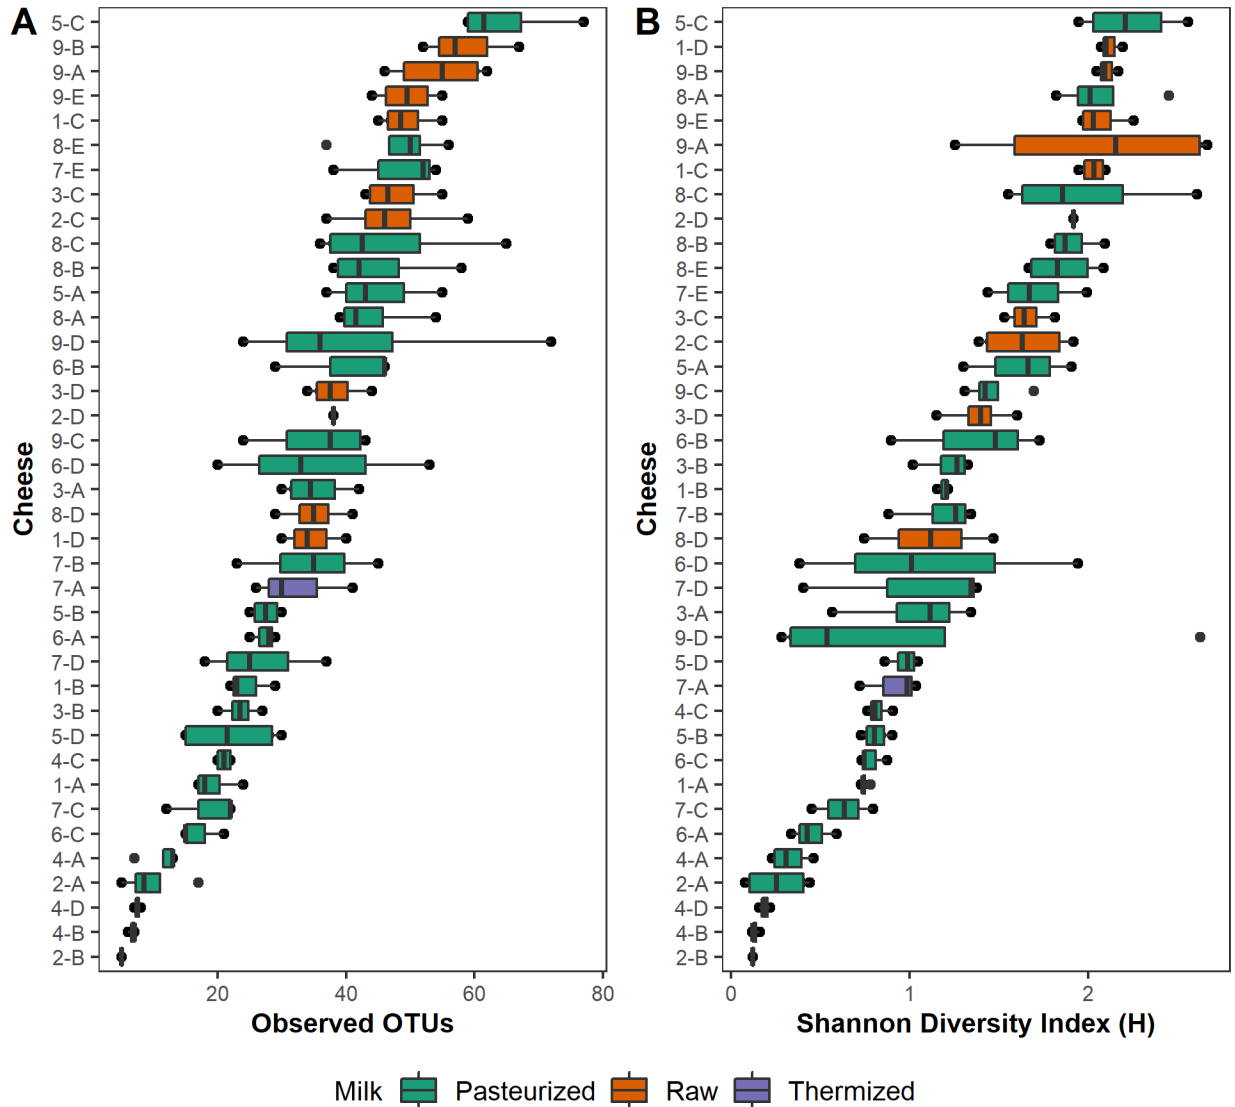 A
5-C
9-B
9-A
9-E
1-C
8-E
7-E
3-C
2-C
8-C
8-B
5-A
8-A
9-D
6-B
3-D
2-D
9-C
6-D
3-A
8-D
1-D
7-B
7-A
5-B
6-A
7-D
1-B
3-B
5-D
4-C
1-A
7-C
6-C
4-A
2-A
4-D
4-B
2-B
Cheese
20 40 60 80
Observed OTUs
B
5-C
1-D
9-B
8-A
9-E
9-A
1-C
8-C
2-D
8-B
8-E
7-E
3-C
2-C
5-A
9-C
3-D
6-B
3-B
1-B
7-B
8-D
6-D
7-D
3-A
9-D
5-D
7-A
4-C
5-B
6-C
1-A
7-C
6-A
4-A
2-A
4-D
4-B
2-B
Cheese
0 1 2
Shannon Diversity Index (H)
Milk Pasteurized Raw Thermized